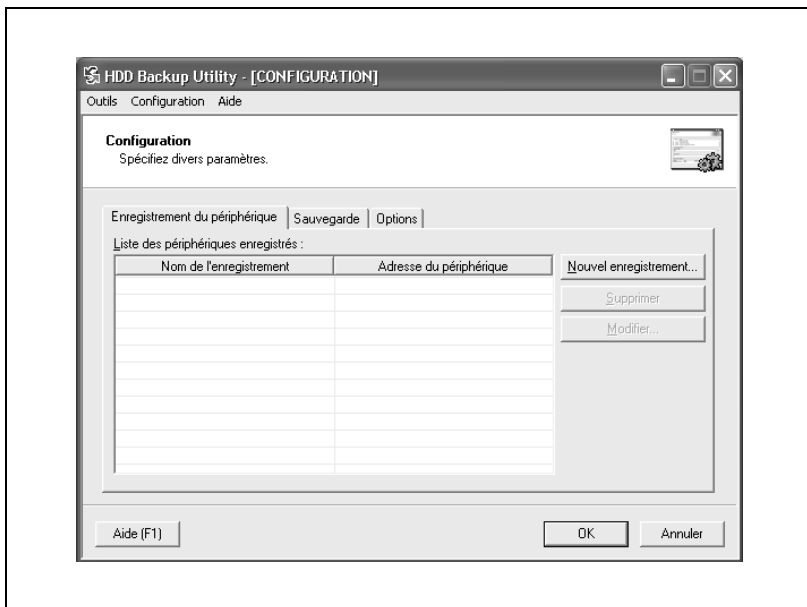 HDD Backup Utility - [CONFIGURATION]
Outils Configuration Aide
Configuration
Spécifiez divers paramètres.
Enregistrement du périphérique Sauvegarde Options
Liste des périphériques enregistrés :
Nom de l'enregistrement Adresse du périphérique
Nouvel enregistrement...
Supprimer
Modifier...
Aide (F1) OK Annuler